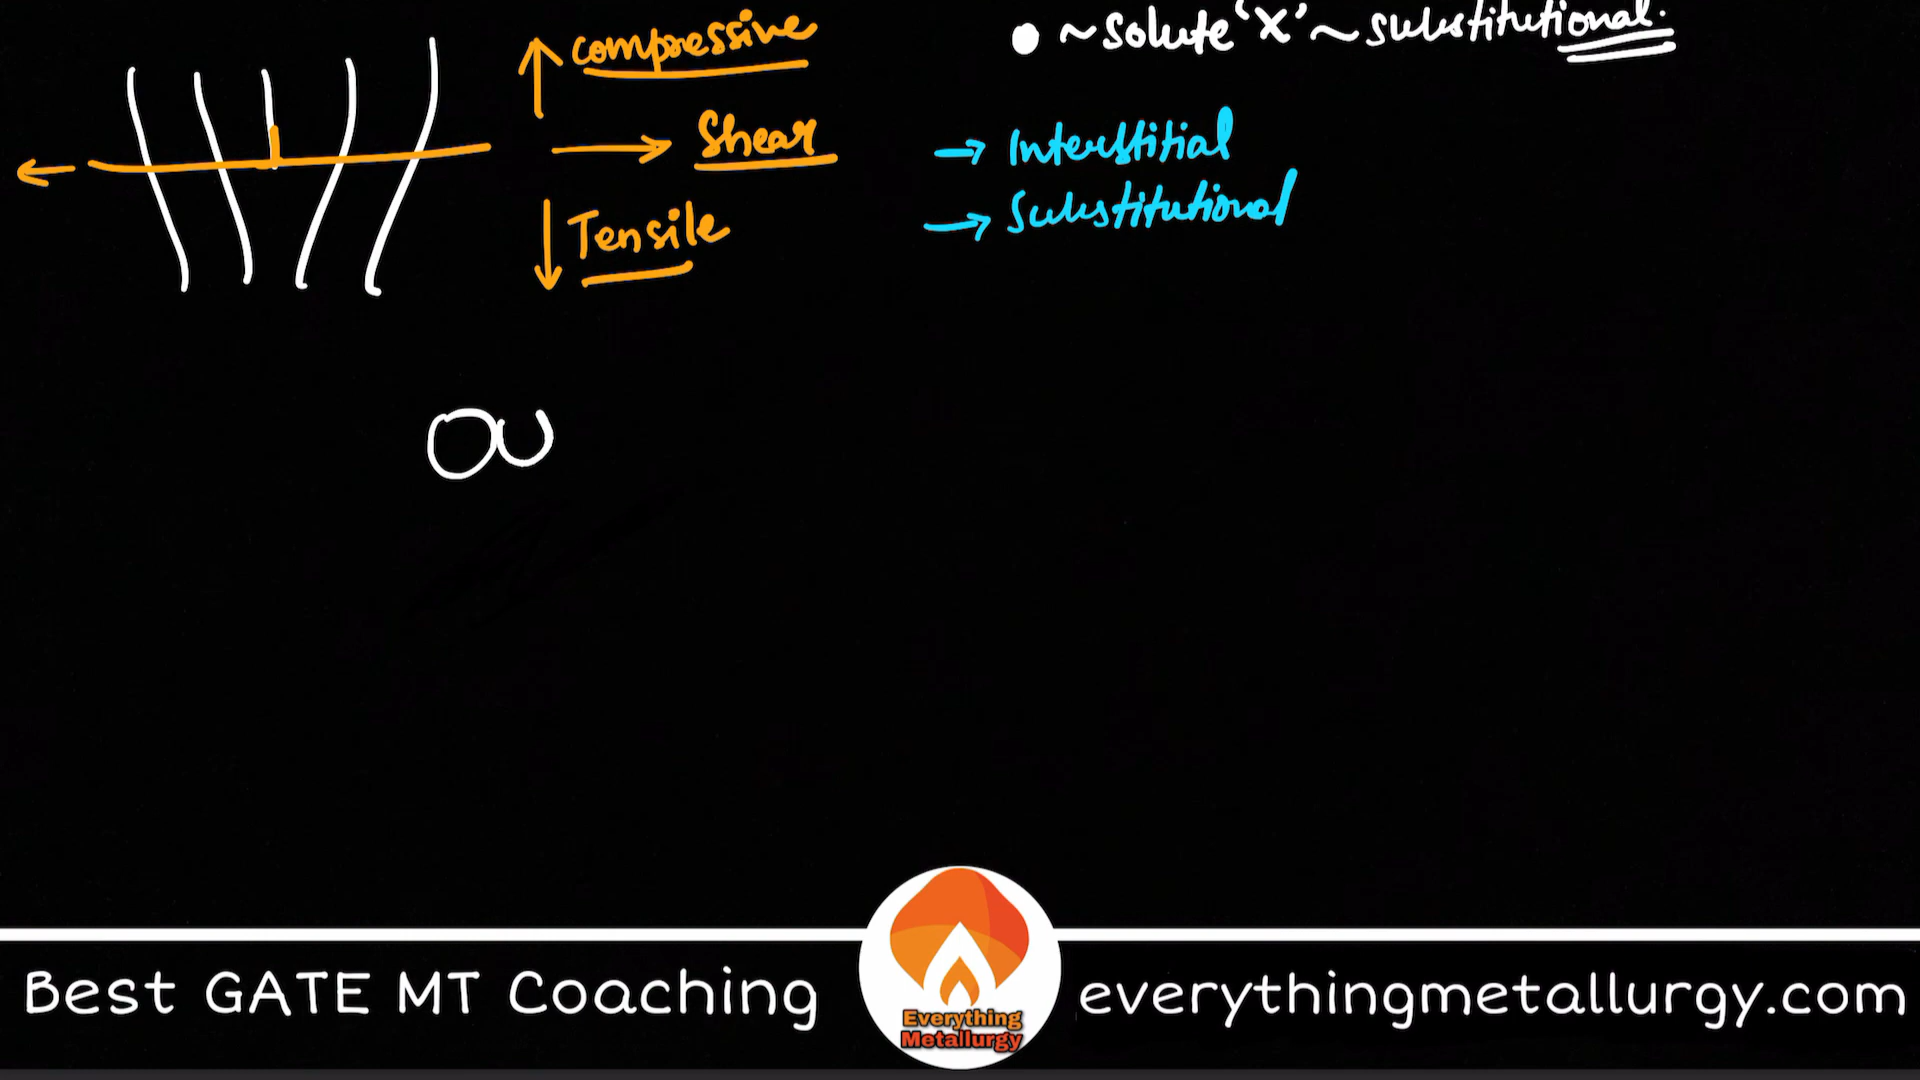 compressive
Shear
Tensile
~Solute 'X' ~ substitutional.
→ Interstitial
→ Substitutional
Best GATE MT Coaching
Everything
Metallurgy
everythingmetallurgy.com